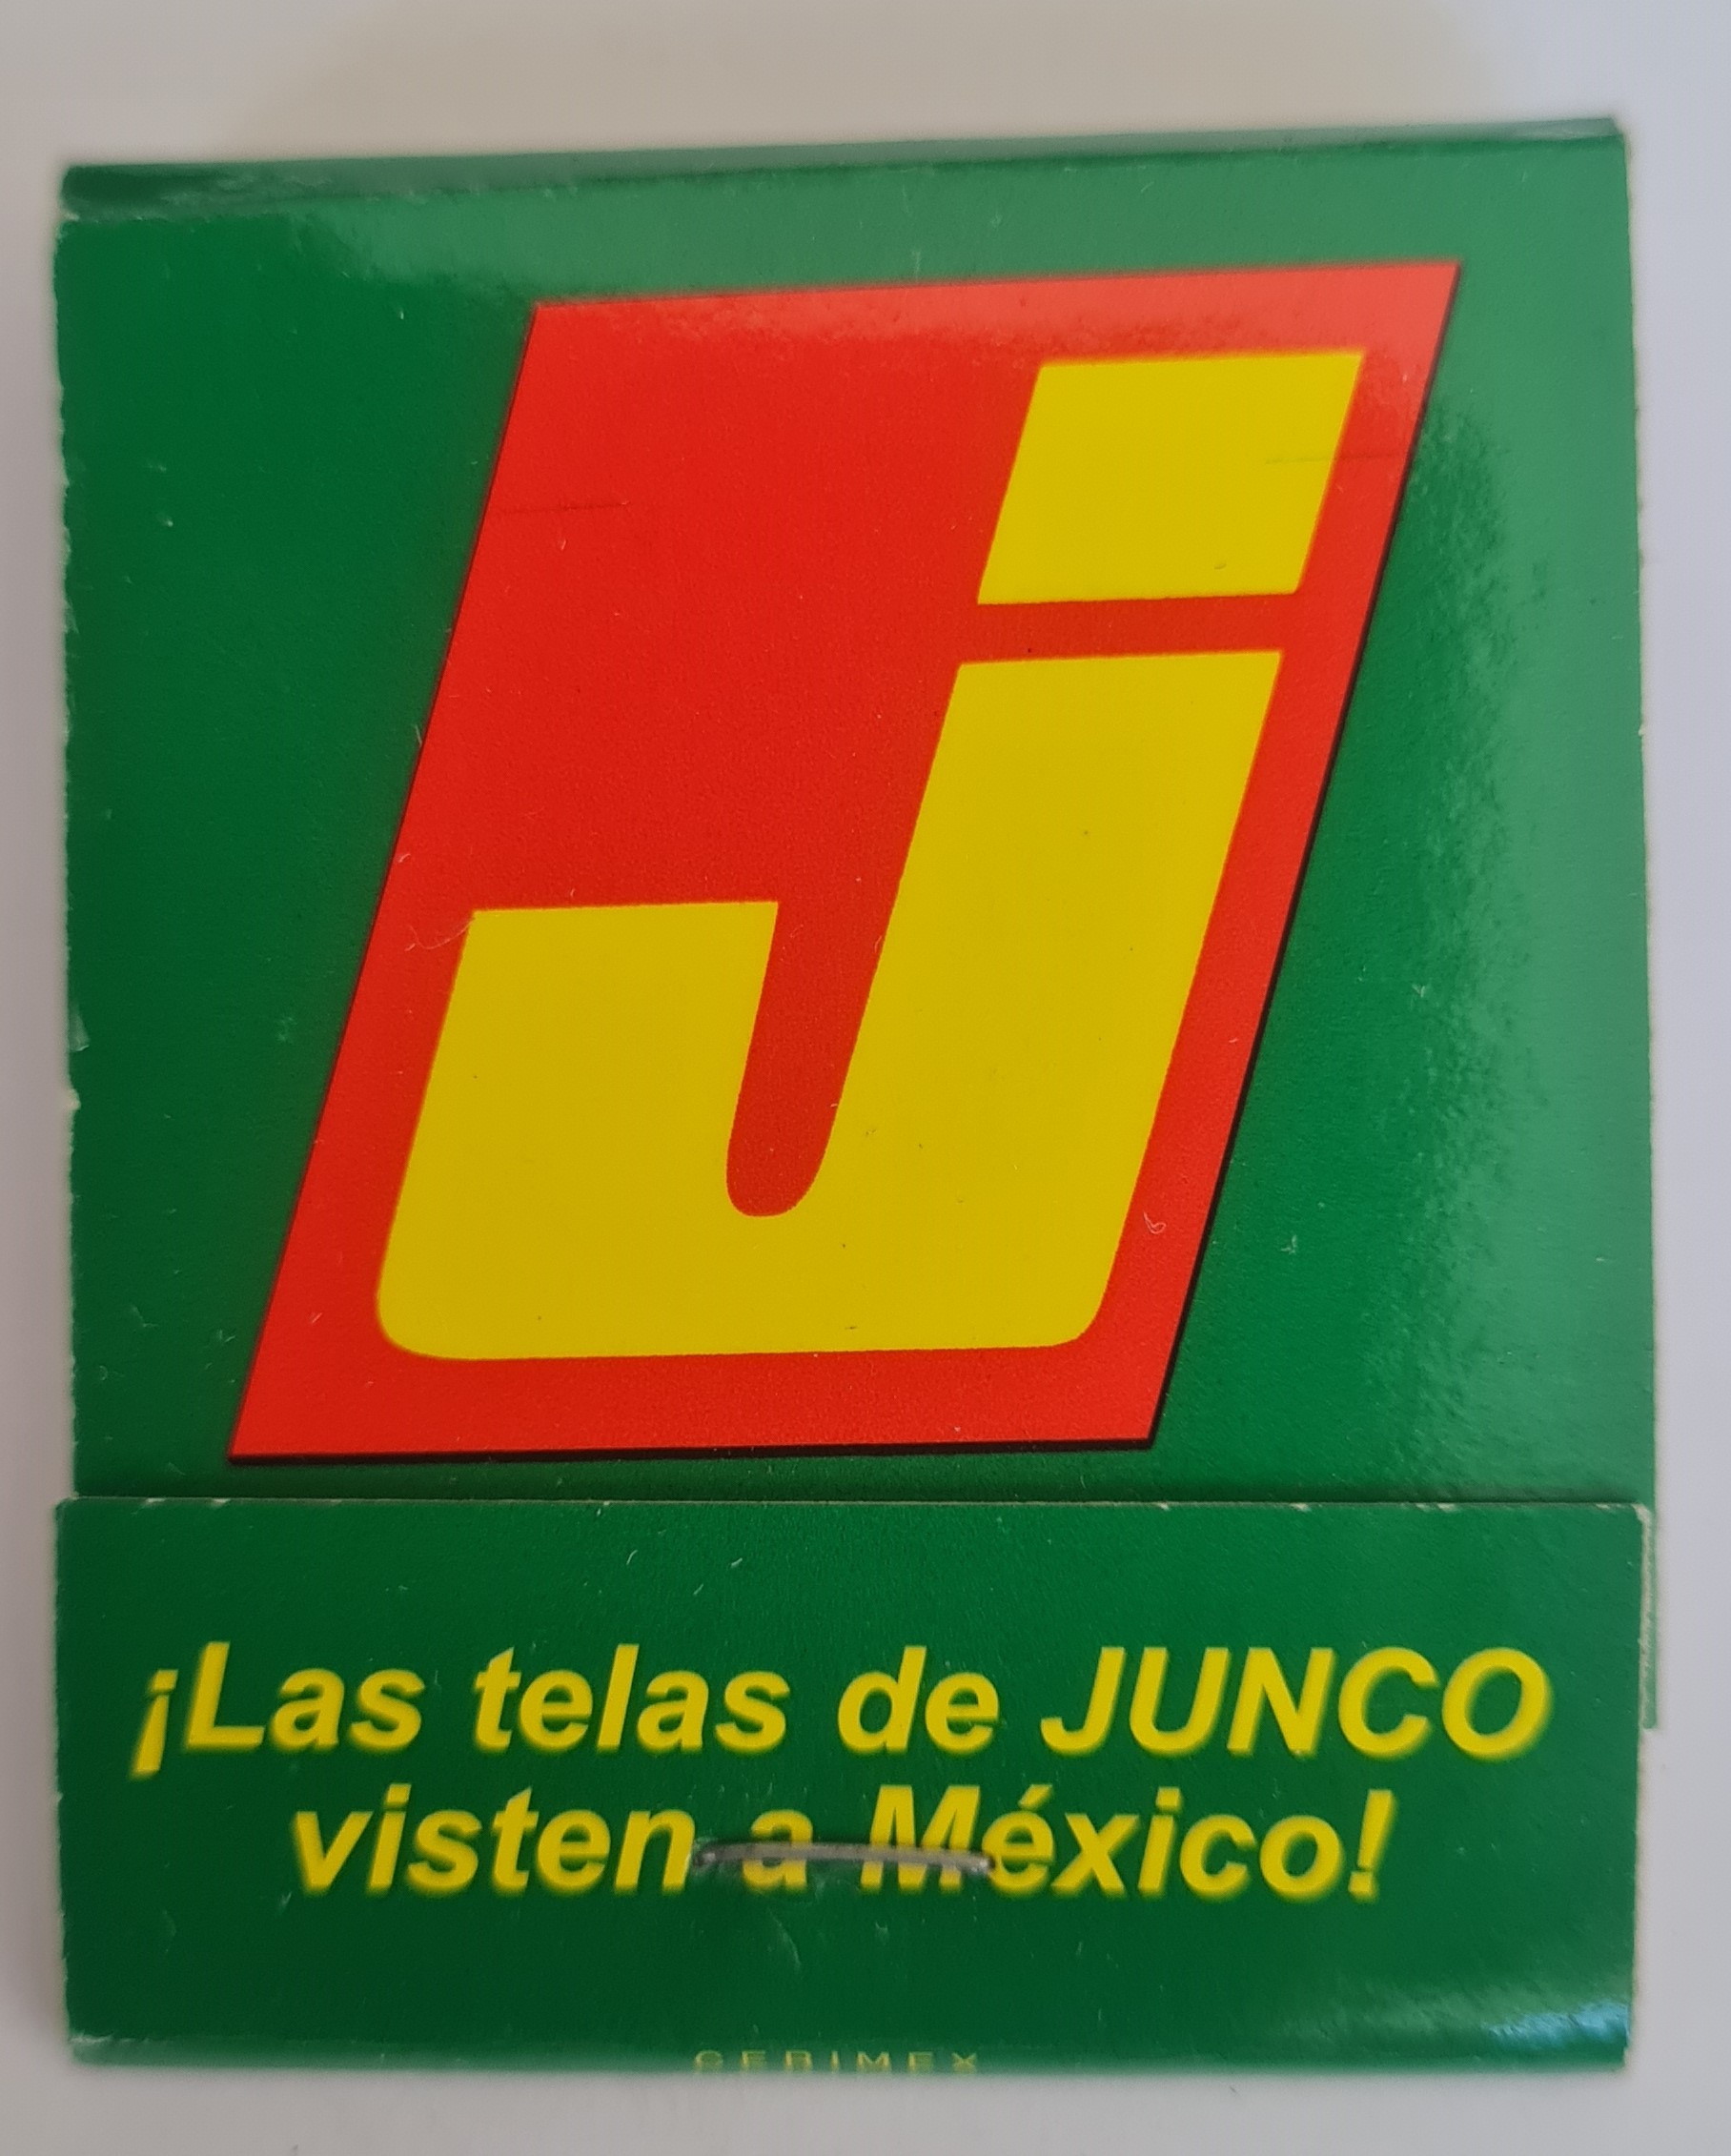 j
¡Las telas de JUNCO
visten a México!
CERIMEX